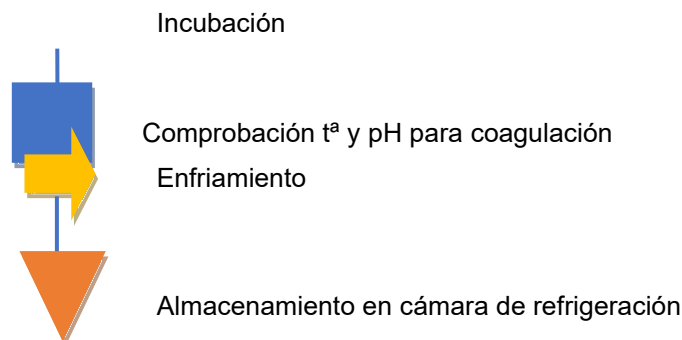 Incubación
Comprobación tª y pH para coagulación
Enfriamiento
Almacenamiento en cámara de refrigeración